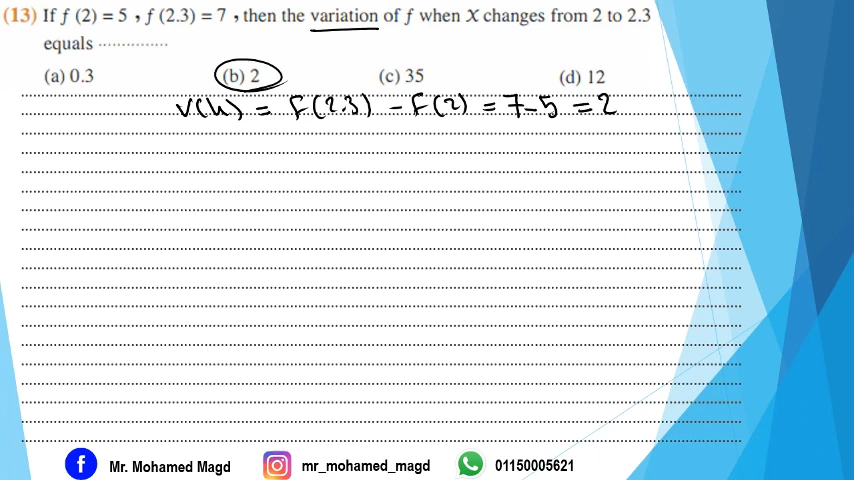 (13) If f (2) = 5 , f (2.3) = 7 , then the variation of f when X changes from 2 to 2.3
equals ...............
(a) 0.3 (b) 2 (c) 35 (d) 12
V(h) = f(2.3) - f(2) = 7-5 = 2
Mr. Mohamed Magd mr_mohamed_magd 01150005621